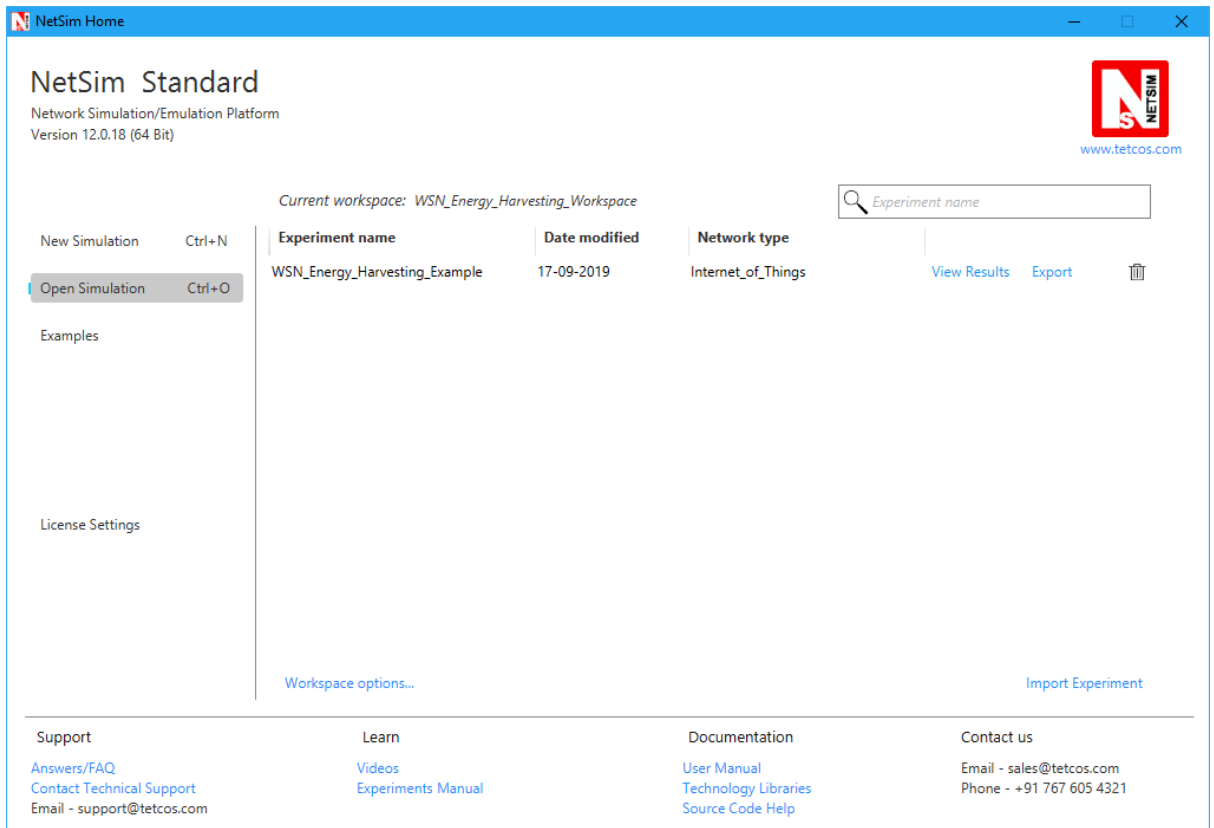 NetSim Home
NetSim Standard
Network Simulation/Emulation Platform
Version 12.0.18 (64 Bit)
NS
NETSIM
www.tetcos.com
Current workspace: WSN_Energy_Harvesting_Workspace
Experiment name
New Simulation Ctrl+N
Open Simulation Ctrl+O
Examples
License Settings
Experiment name Date modified Network type
WSN_Energy_Harvesting_Example 17-09-2019 Internet_of_Things View Results Export
Workspace options... Import Experiment
Support
Answers/FAQ
Contact Technical Support
Email - support@tetcos.com
Learn
Videos
Experiments Manual
Documentation
User Manual
Technology Libraries
Source Code Help
Contact us
Email - sales@tetcos.com
Phone - +91 767 605 4321